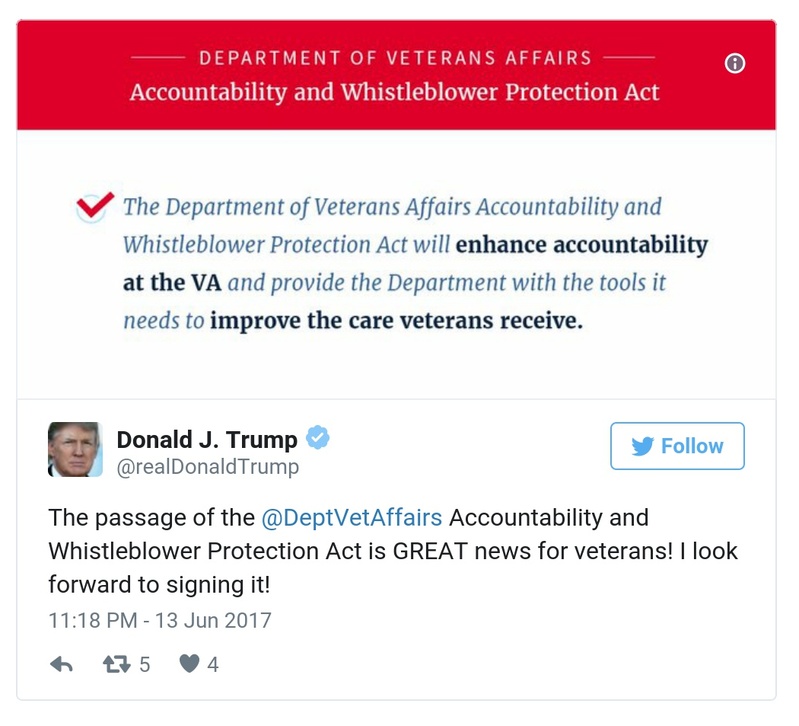 DEPARTMENT OF VETERANS AFFAIRS
Accountability and Whistleblower Protection Act
The Department of Veterans Affairs Accountability and
Whistleblower Protection Act will enhance accountability
at the VA and provide the Department with the tools it
needs to improve the care veterans receive.
Donald J. Trump
@realDonaldTrump
Follow
The passage of the @DeptVetAffairs Accountability and
Whistleblower Protection Act is GREAT news for veterans! I look
forward to signing it!
11:18 PM - 13 Jun 2017
5 4